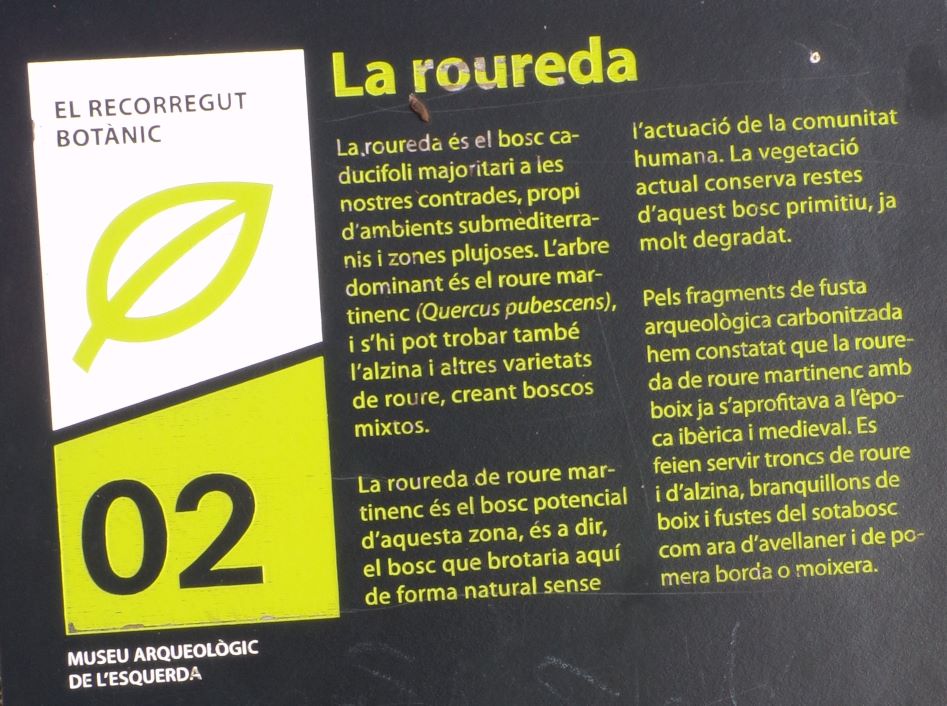 EL RECORREGUT
BOTÀNIC
02
MUSEU ARQUEOLÒGIC
DE L'ESQUERDA
La roureda
La roureda és el bosc ca-
ducifoli majoritari a les
nostres contrades, propi
d'ambients submediterra-
nis i zones plujoses. L'arbre
dominant és el roure mar-
tinenc (Quercus pubescens),
i s'hi pot trobar també
l'alzina i altres varietats
de roure, creant boscos
mixtos.
La roureda de roure mar-
tinenc és el bosc potencial
d'aquesta zona, és a dir,
el bosc que brotaria aquí
de forma natural sense
l'actuació de la comunitat
humana. La vegetació
actual conserva restes
d'aquest bosc primitiu, ja
molt degradat.
Pels fragments de fusta
arqueològica carbonitzada
hem constatat que la roure-
da de roure martinenc amb
boix ja s'aprofitava a l'èpo-
ca ibèrica i medieval. Es
feien servir troncs de roure
i d'alzina, branquillons de
boix i fustes del sotabosc
com ara d'avellaner i de po-
mera borda o moixera.